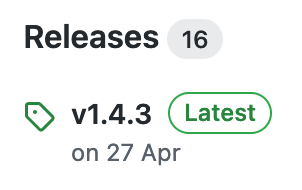 Releases 16
v1.4.3 Latest
on 27 Apr